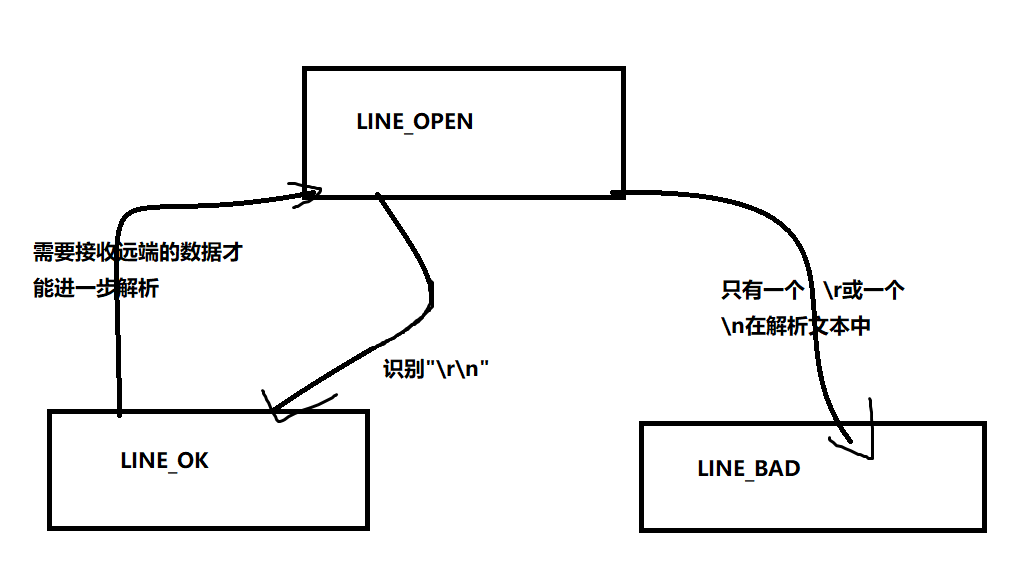 LINE_OPEN
需要接收远端的数据才
能进一步解析
只有一个 \r或一个
\n在解析文本中
识别"\r\n"
LINE_OK
LINE_BAD